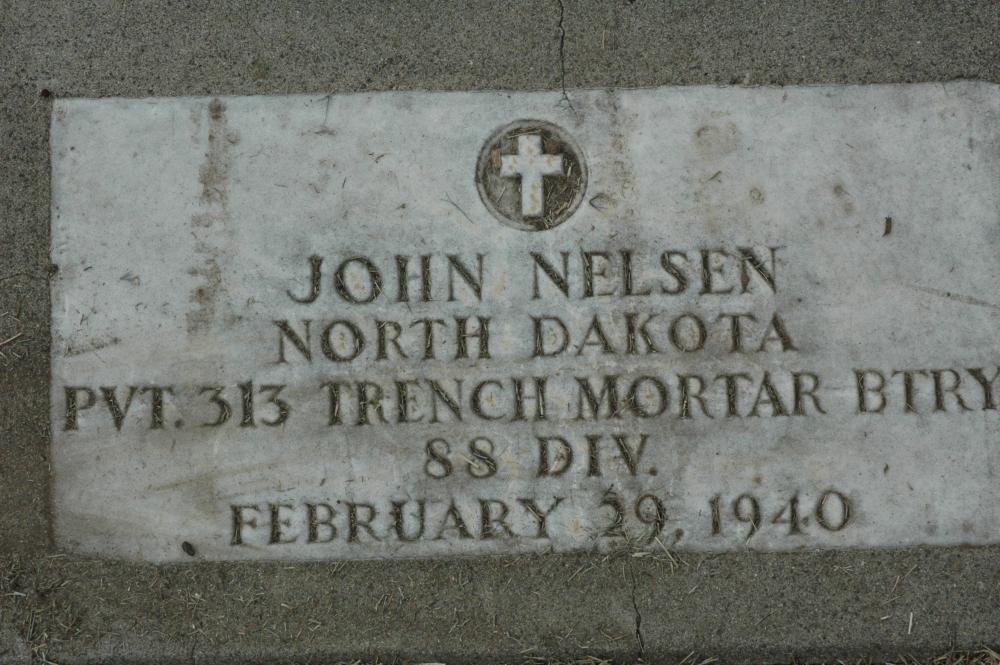 JOHN NELSEN
NORTH DAKOTA
PVT. 313 TRENCH MORTAR BTRY.
88 DIV.
FEBRUARY 29, 1940